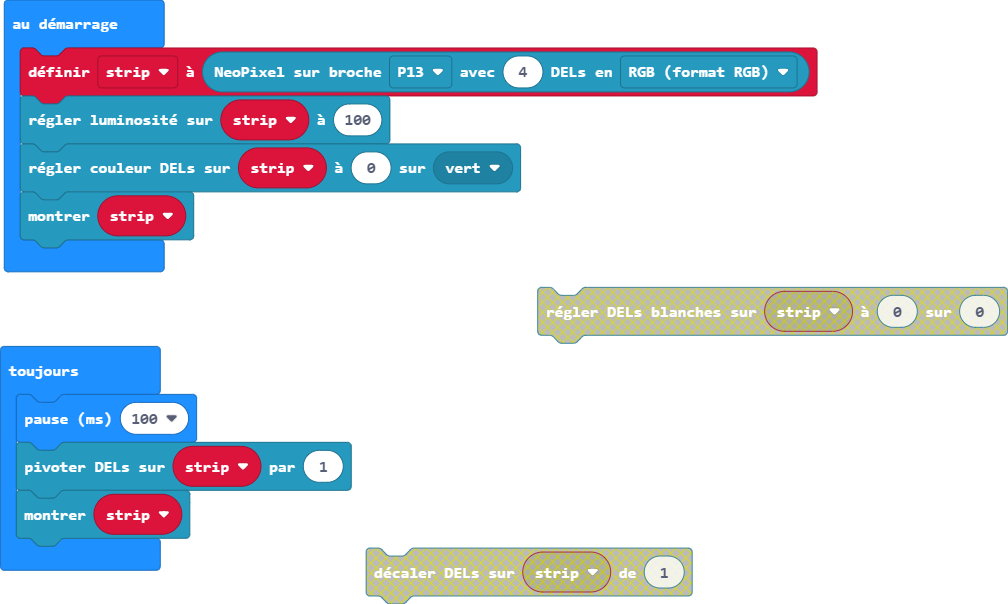 au démarrage
définir strip à NeoPixel sur broche P13 avec 4 DELs en RGB (format RGB)
régler luminosité sur strip à 100
régler couleur DELs sur strip à 0 sur vert
montrer strip
régler DELs blanches sur strip à 0 sur 0
toujours
pause (ms) 100
pivoter DELs sur strip par 1
montrer strip
décaler DELs sur strip de 1